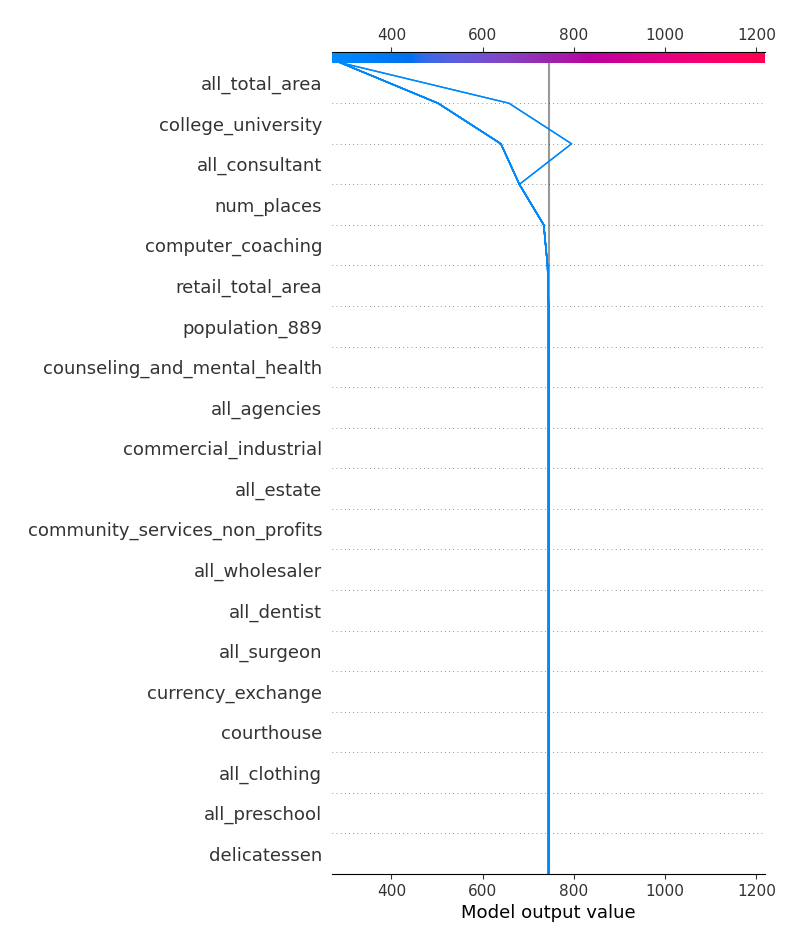 400 600 800 1000 1200
all_total_area
college_university
all_consultant
num_places
computer_coaching
retail_total_area
population_889
counseling_and_mental_health
all_agencies
commercial_industrial
all_estate
community_services_non_profits
all_wholesaler
all_dentist
all_surgeon
currency_exchange
courthouse
all_clothing
all_preschool
delicatessen
400 600 800 1000 1200
Model output value